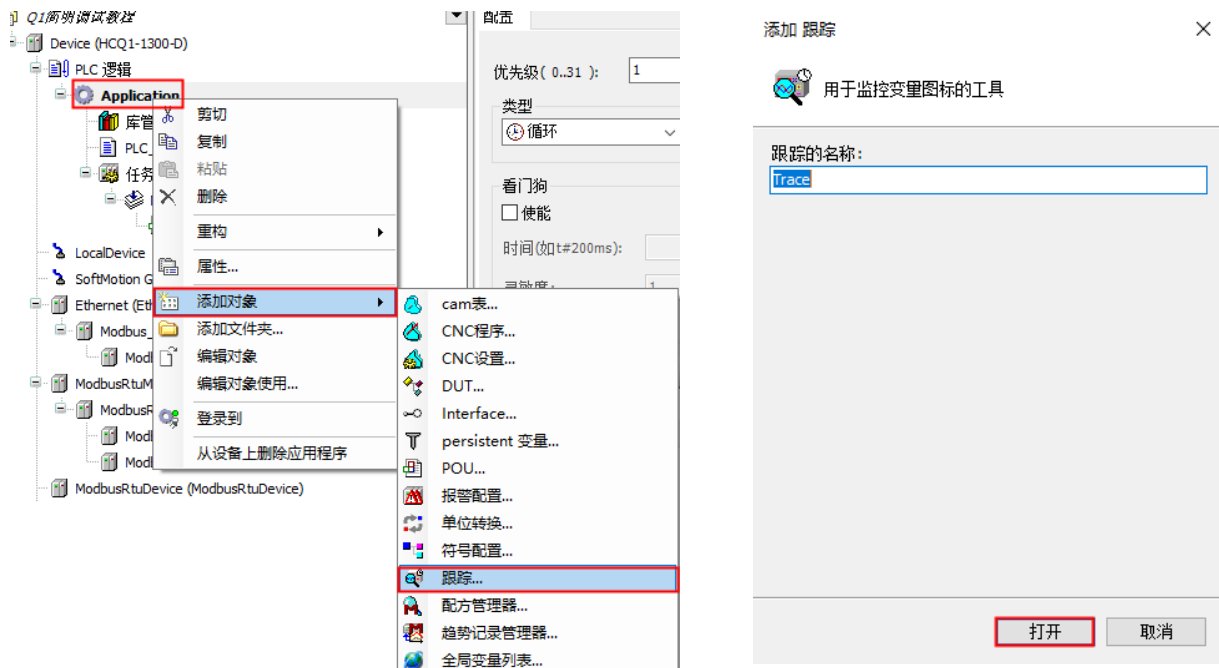 Q1简明调试教程
Device (HCQ1-1300-D)
PLC 逻辑
Application
库管
PLC_
任务
LocalDevice
SoftMotion G
Ethernet (Eth
Modbus_
Modl
ModbusRtuM
ModbusR
Modl
Modl
ModbusRtuDevice (ModbusRtuDevice)
剪切
复制
粘贴
删除
重构
属性...
添加对象
添加文件夹...
编辑对象
编辑对象使用...
登录到
从设备上删除应用程序
cam表...
CNC程序...
CNC设置...
DUT...
Interface...
persistent 变量...
POU...
报警配置...
单位转换...
符号配置...
跟踪...
配方管理器...
趋势记录管理器...
全局变量列表...
配置
优先级( 0..31 ):
1
类型
循环
看门狗
使能
时间(如t#200ms):
灵敏度:
1
添加 跟踪
用于监控变量图标的工具
跟踪的名称:
Trace
打开
取消